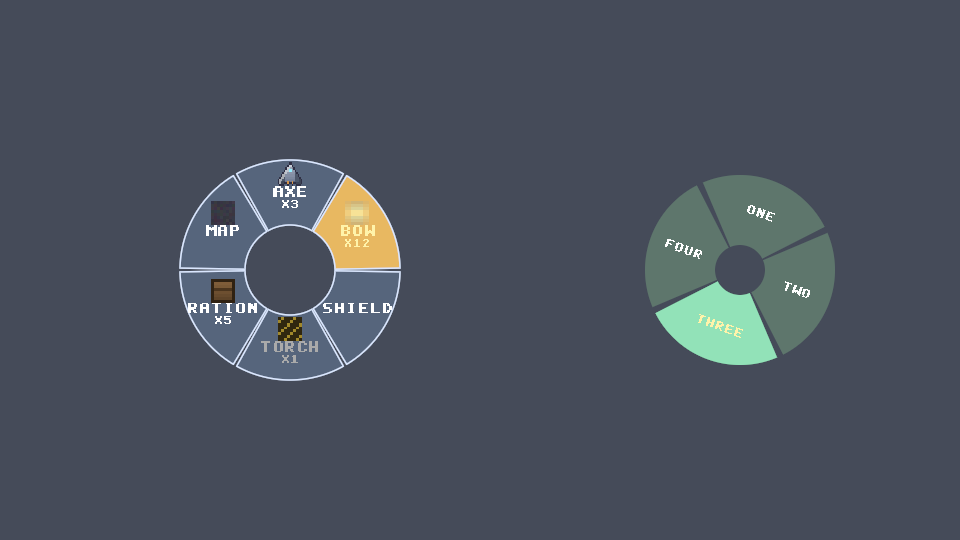 AXE
X3
BOW
X12
SHIELD
TORCH
X1
RATION
X5
MAP
ONE
TWO
THREE
FOUR